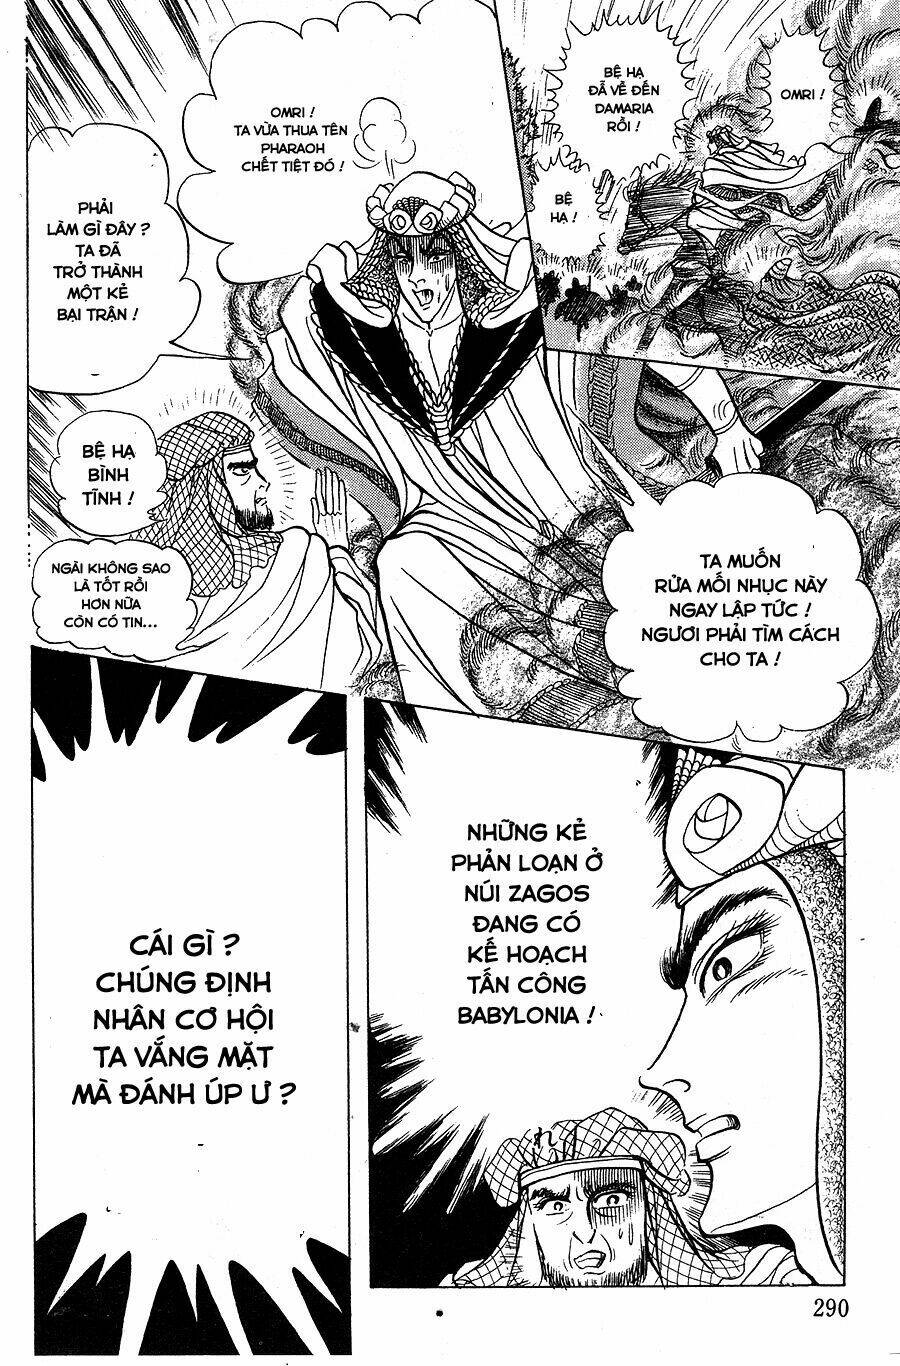 OMRI !
BỆ HẠ
ĐÃ VỀ ĐẾN
DAMARIA
RỒI !
BỆ
HẠ !
OMRI !
TA VỪA THUA TÊN
PHARAOH
CHẾT TIỆT ĐÓ !
PHẢI
LÀM GÌ ĐÂY ?
TA ĐÃ
TRỞ THÀNH
MỘT KẺ
BẠI TRẬN !
BỆ HẠ
BÌNH
TĨNH !
NGÀI KHÔNG SAO
LÀ TỐT RỒI
HƠN NỮA
CÒN CÓ TIN...
TA MUỐN
RỬA MỐI NHỤC NÀY
NGAY LẬP TỨC !
NGƯƠI PHẢI TÌM CÁCH
CHO TA !
NHỮNG KẺ
PHẢN LOẠN Ở
NÚI ZAGOS
ĐANG CÓ
KẾ HOẠCH
TẤN CÔNG
BABYLONIA !
れ
CÁI GÌ ?
CHÚNG ĐỊNH
NHÂN CƠ HỘI
TA VẮNG MẶT
MÀ ĐÁNH ÚP Ư ?
290